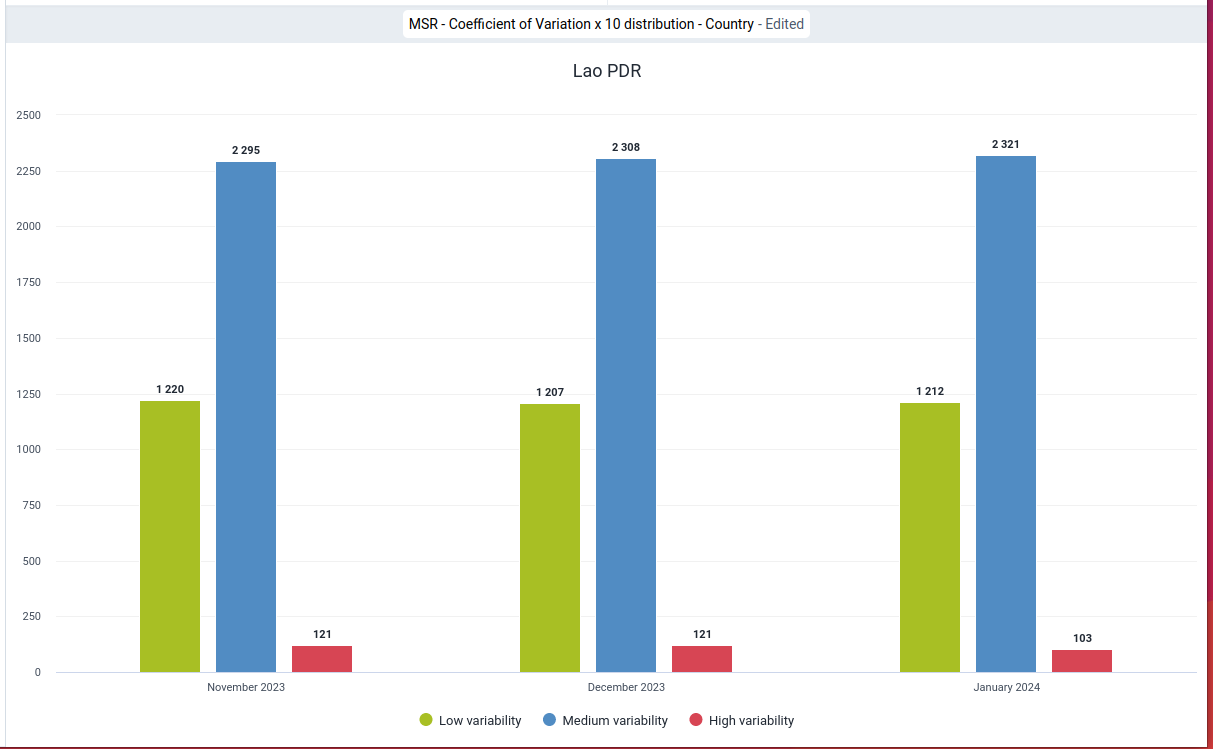 MSR - Coefficient of Variation x 10 distribution - Country - Edited
Lao PDR
2500
2250
2000
1750
1500
1250
1000
750
500
250
0
1 220
2 295
121
1 207
2 308
121
1 212
2 321
103
November 2023
December 2023
January 2024
Low variability
Medium variability
High variability